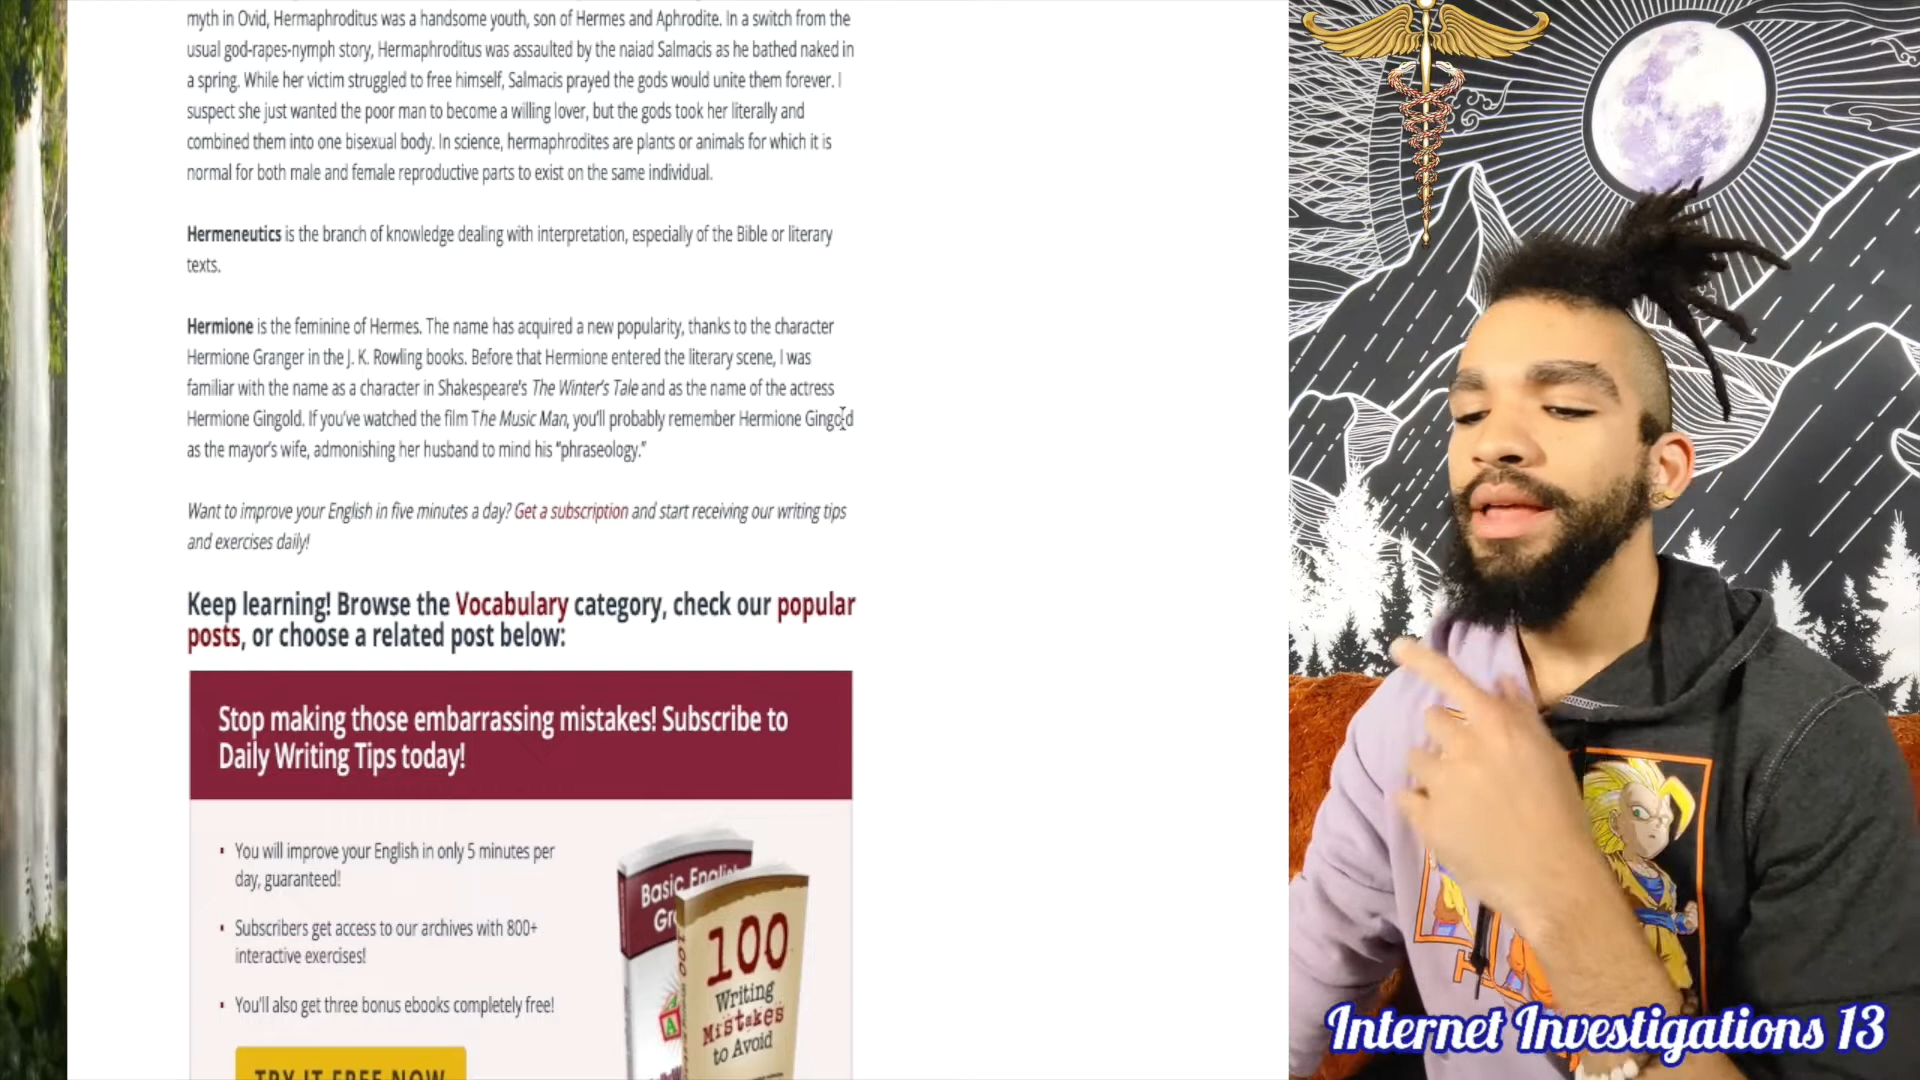 myth in Ovid, Hermaphroditus was a handsome youth, son of Hermes and Aphrodite. In a switch from the
usual god-rapes-nymph story, Hermaphroditus was assaulted by the naiad Salmacis as he bathed naked in
a spring. While her victim struggled to free himself, Salmacis prayed the gods would unite them forever. I
suspect she just wanted the poor man to become a willing lover, but the gods took her literally and
combined them into one bisexual body. In science, hermaphrodites are plants or animals for which it is
normal for both male and female reproductive parts to exist on the same individual.
Hermeneutics is the branch of knowledge dealing with interpretation, especially of the Bible or literary
texts.
Hermione is the feminine of Hermes. The name has acquired a new popularity, thanks to the character
Hermione Granger in the J. K. Rowling books. Before that Hermione entered the literary scene, I was
familiar with the name as a character in Shakespeare's The Winter's Tale and as the name of the actress
Hermione Gingold. If you've watched the film The Music Man, you'll probably remember Hermione Gingold
as the mayor's wife, admonishing her husband to mind his "phraseology."
Want to improve your English in five minutes a day? Get a subscription and start receiving our writing tips
and exercises daily!
Keep learning! Browse the Vocabulary category, check our popular
posts, or choose a related post below:
Stop making those embarrassing mistakes! Subscribe to
Daily Writing Tips today!
You will improve your English in only 5 minutes per
day, guaranteed!
Subscribers get access to our archives with 800+
interactive exercises!
You'll also get three bonus ebooks completely free!
TRY IT FREE NOW
Basic English
100
Writing
Mistakes
to Avoid
Internet Investigations 13